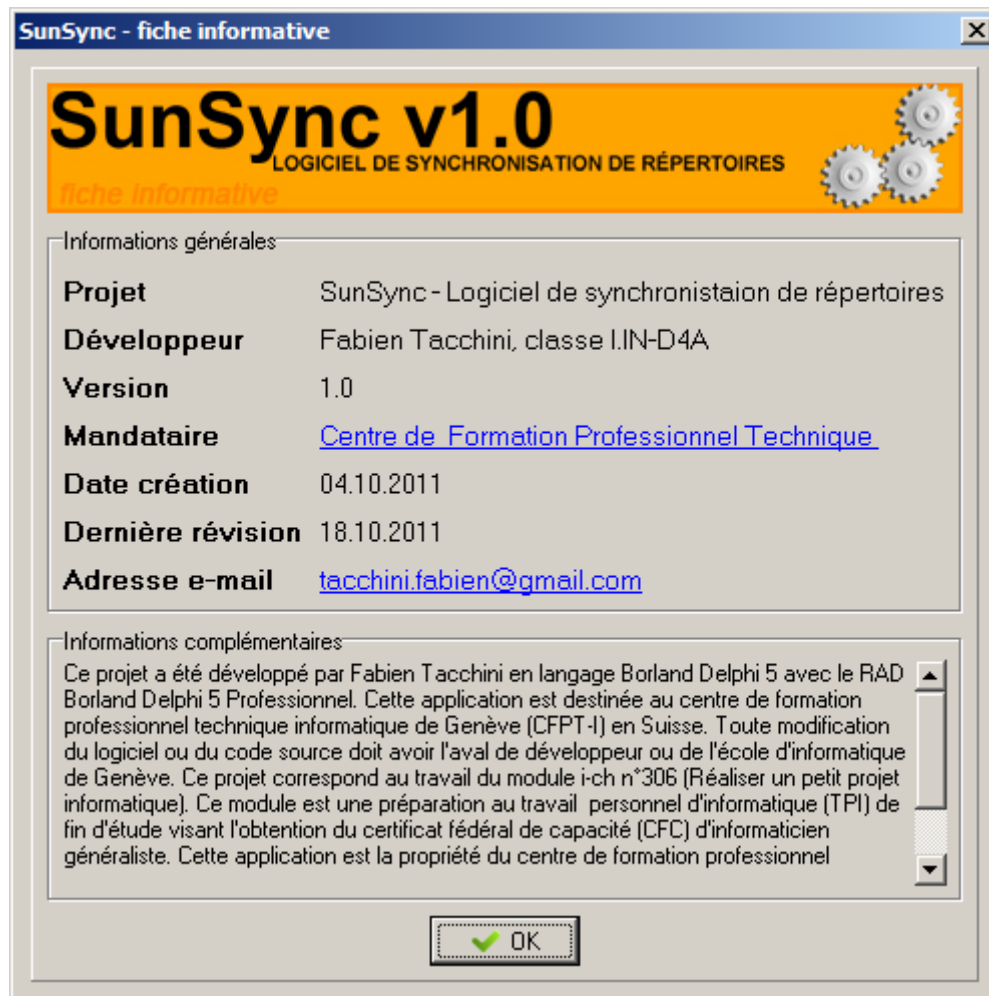 SunSync - fiche informative
SunSync v1.0
LOGICIEL DE SYNCHRONISATION DE RÉPERTOIRES
fiche informative
Informations générales
Projet SunSync - Logiciel de synchronistaion de répertoires
Développeur Fabien Tacchini, classe I.IN-D4A
Version 1.0
Mandataire Centre de Formation Professionnel Technique
Date création 04.10.2011
Dernière révision 18.10.2011
Adresse e-mail tacchini.fabien@gmail.com
Informations complémentaires
Ce projet a été développé par Fabien Tacchini en langage Borland Delphi 5 avec le RAD
Borland Delphi 5 Professionnel. Cette application est destinée au centre de formation
professionnel technique informatique de Genève (CFPT-I) en Suisse. Toute modification
du logiciel ou du code source doit avoir l'aval de développeur ou de l'école d'informatique
de Genève. Ce projet correspond au travail du module i-ch n°306 (Réaliser un petit projet
informatique). Ce module est une préparation au travail personnel d'informatique (TPI) de
fin d'étude visant l'obtention du certificat fédéral de capacité (CFC) d'informaticien
généraliste. Cette application est la propriété du centre de formation professionnel
OK